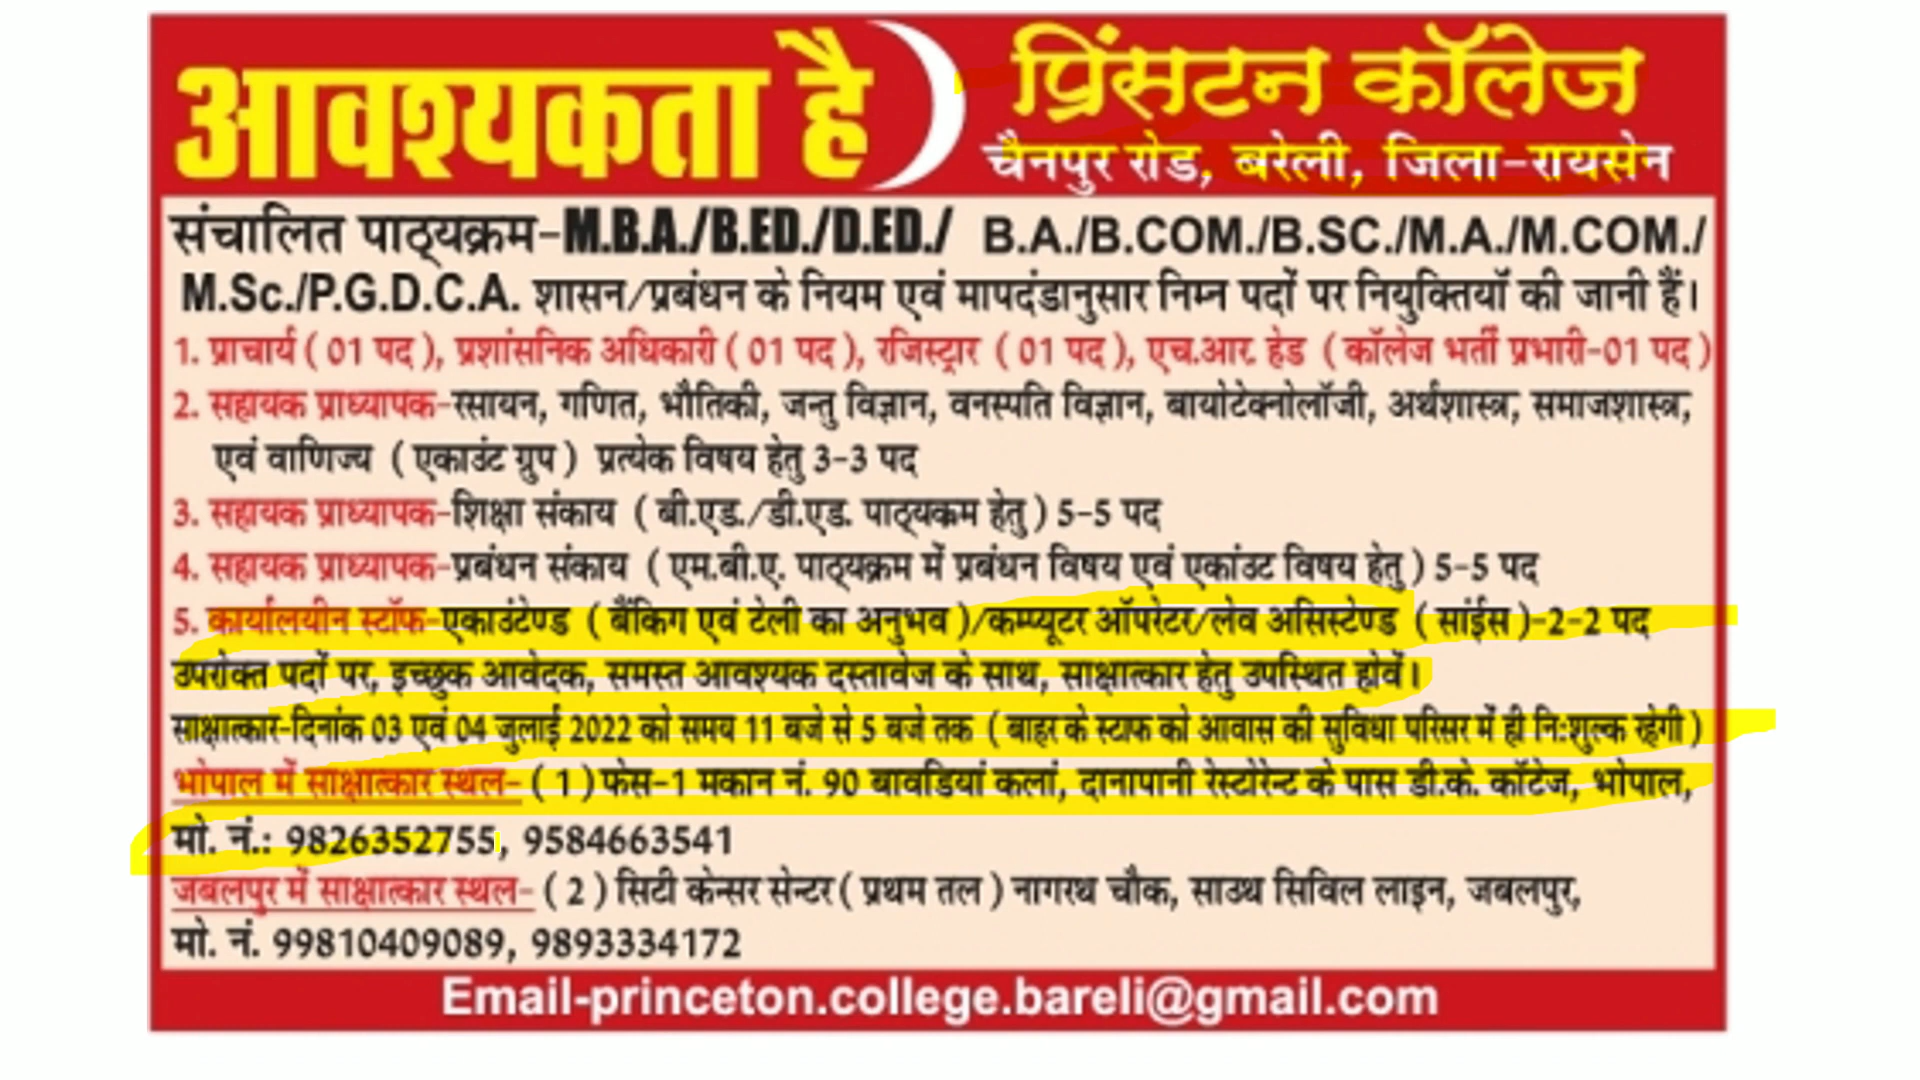 आवश्यकता है
प्रिंसटन कॉलेज
चैनपुर रोड, बरेली, जिला-रायसेन
संचालित पाठ्यक्रम-M.B.A./B.ED./D.ED./ B.A./B.COM./B.SC./M.A./M.COM./
M.Sc./P.G.D.C.A. शासन/प्रबंधन के नियम एवं मापदंडानुसार निम्न पदों पर नियुक्तियॉ की जानी हैं।
1. प्राचार्य ( 01 पद ), प्रशांसनिक अधिकारी ( 01 पद ), रजिस्ट्रार ( 01 पद ), एच.आर. हेड ( कॉलेज भर्ती प्रभारी-01 पद )
2. सहायक प्राध्यापक-रसायन, गणित, भौतिकी, जन्तु विज्ञान, वनस्पति विज्ञान, बायोटेक्नोलॉजी, अर्थशास्त्र, समाजशास्त्र,
एवं वाणिज्य ( एकाउंट ग्रुप ) प्रत्येक विषय हेतु 3-3 पद
3. सहायक प्राध्यापक-शिक्षा संकाय ( बी.एड./डी.एड. पाठ्यकम हेतु ) 5-5 पद
4. सहायक प्राध्यापक-प्रबंधन संकाय ( एम.बी.ए. पाठ्यक्रम में प्रबंधन विषय एवं एकांउट विषय हेतु ) 5-5 पद
5. कार्यालयीन स्टॉफ-एकाउंटेण्ड ( बैंकिग एवं टेली का अनुभव )/कम्प्यूटर ऑपरेटर/लेव असिस्टेण्ड ( सांईस )-2-2 पद
उपरोक्त पदों पर, इच्छुक आवेदक, समस्त आवश्यक दस्तावेज के साथ, साक्षात्कार हेतु उपस्थित होवें।
साक्षात्कार-दिनांक 03 एवं 04 जुलाई 2022 को समय 11 बजे से 5 बजे तक ( बाहर के स्टाफ को आवास की सुविधा परिसर में ही नि:शुल्क रहेगी )
भोपाल में साक्षात्कार स्थल- ( 1 ) फेस-1 मकान नं. 90 बावडियां कलां, दानापानी रेस्टोरेन्ट के पास डी.के. कॉटेज, भोपाल,
मो. नं.: 9826352755, 9584663541
जबलपुर में साक्षात्कार स्थल- ( 2 ) सिटी केन्सर सेन्टर ( प्रथम तल ) नागरथ चौक, साउथ सिविल लाइन, जबलपुर,
मो. नं. 99810409089, 9893334172
Email-princeton.college.bareli@gmail.com